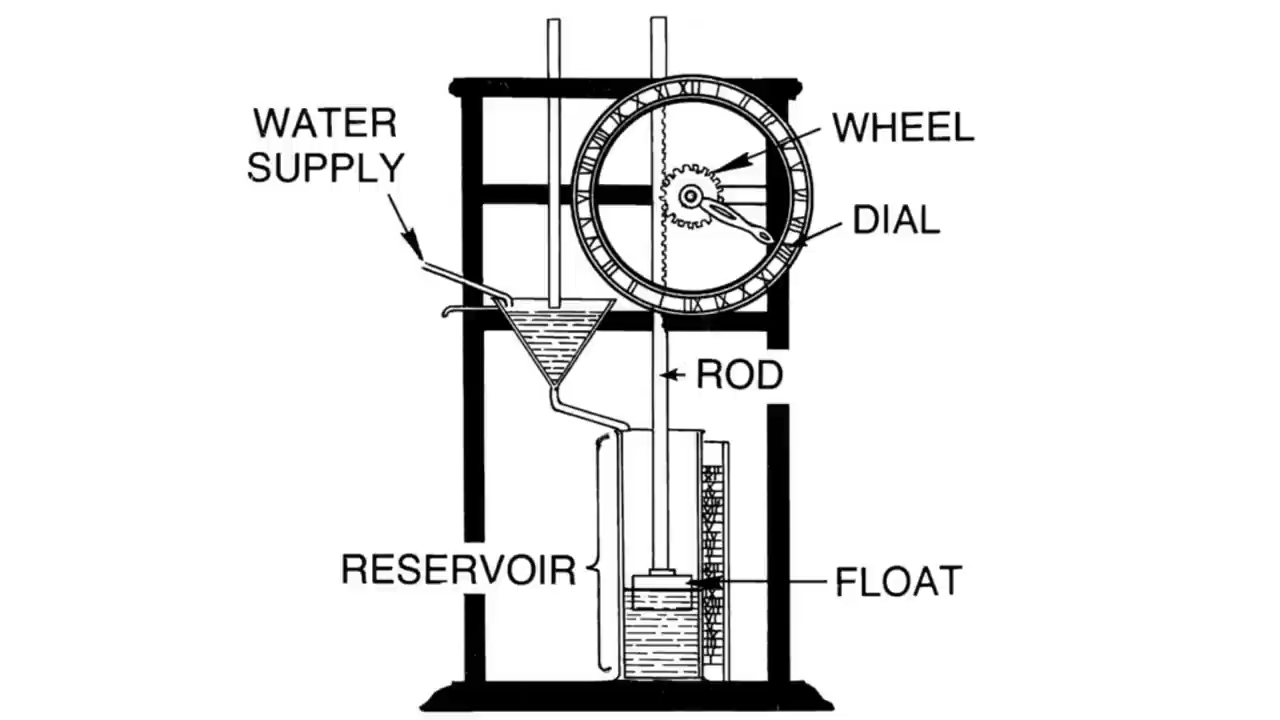 WATER
SUPPLY
WHEEL
DIAL
ROD
RESERVOIR
FLOAT